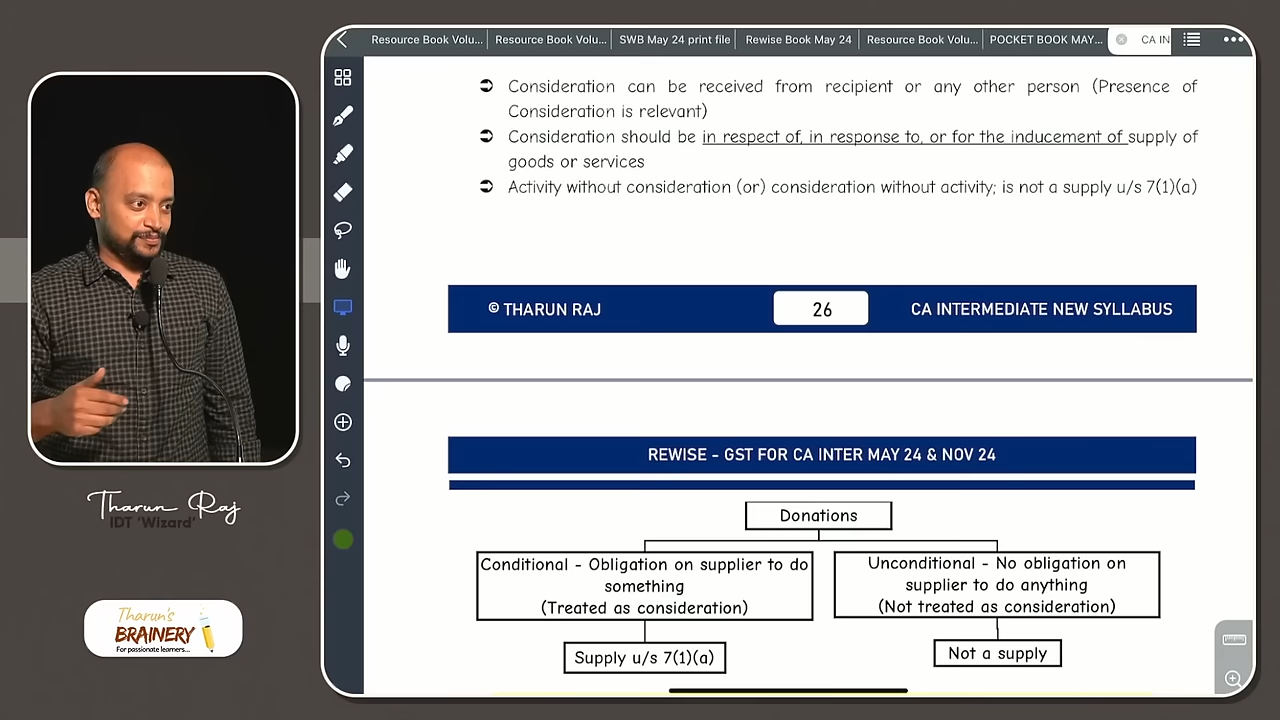 Resource Book Volu...
Resource Book Volu...
SWB May 24 print file
Rewise Book May 24
Resource Book Volu...
POCKET BOOK MAY...
CA IN
Consideration can be received from recipient or any other person (Presence of
Consideration is relevant)
Consideration should be in respect of, in response to, or for the inducement of supply of
goods or services
Activity without consideration (or) consideration without activity; is not a supply u/s 7(1)(a)
© THARUN RAJ
26
CA INTERMEDIATE NEW SYLLABUS
REWISE - GST FOR CA INTER MAY 24 & NOV 24
Donations
Conditional - Obligation on supplier to do
something
(Treated as consideration)
Unconditional - No obligation on
supplier to do anything
(Not treated as consideration)
Supply u/s 7(1)(a)
Not a supply
Tharun Raj
IDT 'Wizard'
Tharun's
BRAINERY
For passionate learners...